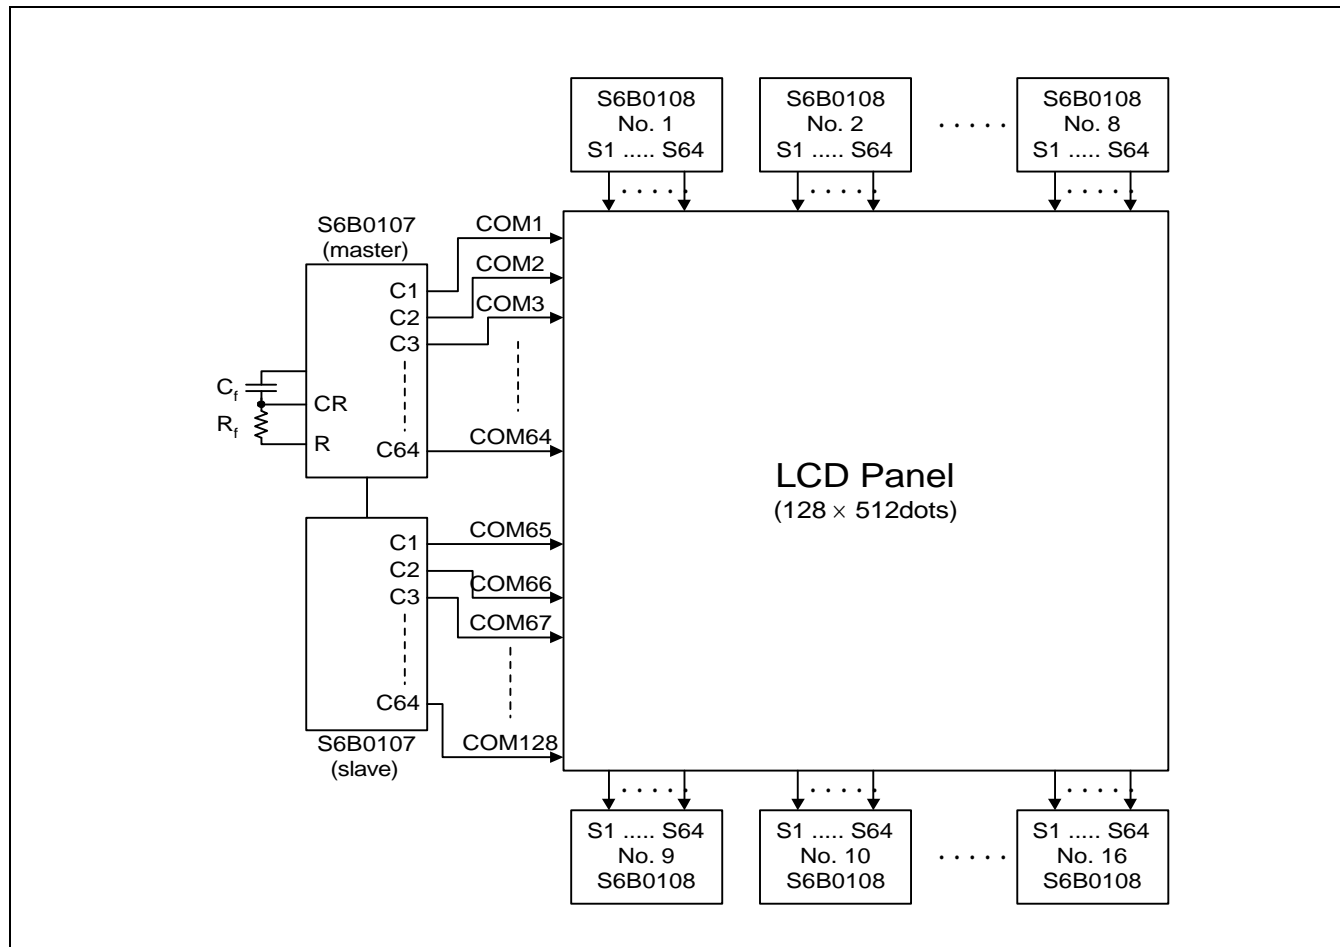 S6B0108
No. 1
S1 ..... S64
S6B0108
No. 2
S1 ..... S64
. . . . .
S6B0108
No. 8
S1 ..... S64
. . . . .
. . . . .
. . . . .
S6B0107
(master)
C1
C2
C3
C64
CR
R
Cf
Rf
COM1
COM2
COM3
COM64
LCD Panel
(128 × 512dots)
C1
C2
C3
C64
S6B0107
(slave)
COM65
COM66
COM67
COM128
. . . . .
. . . . .
. . . . .
S1 ..... S64
No. 9
S6B0108
S1 ..... S64
No. 10
S6B0108
. . . . .
S1 ..... S64
No. 16
S6B0108